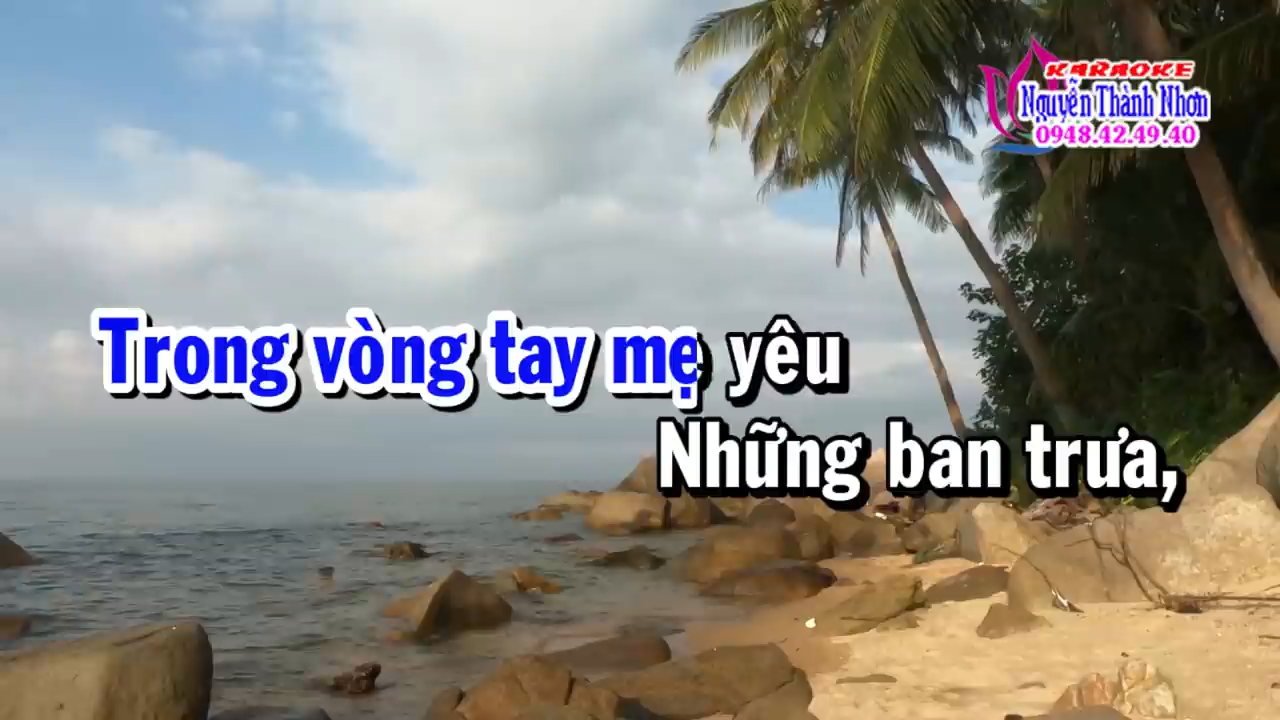 KARAOKE
Nguyễn Thành Nhơn
0948.42.49.40
Trong vòng tay mẹ yêu
Những ban trưa,